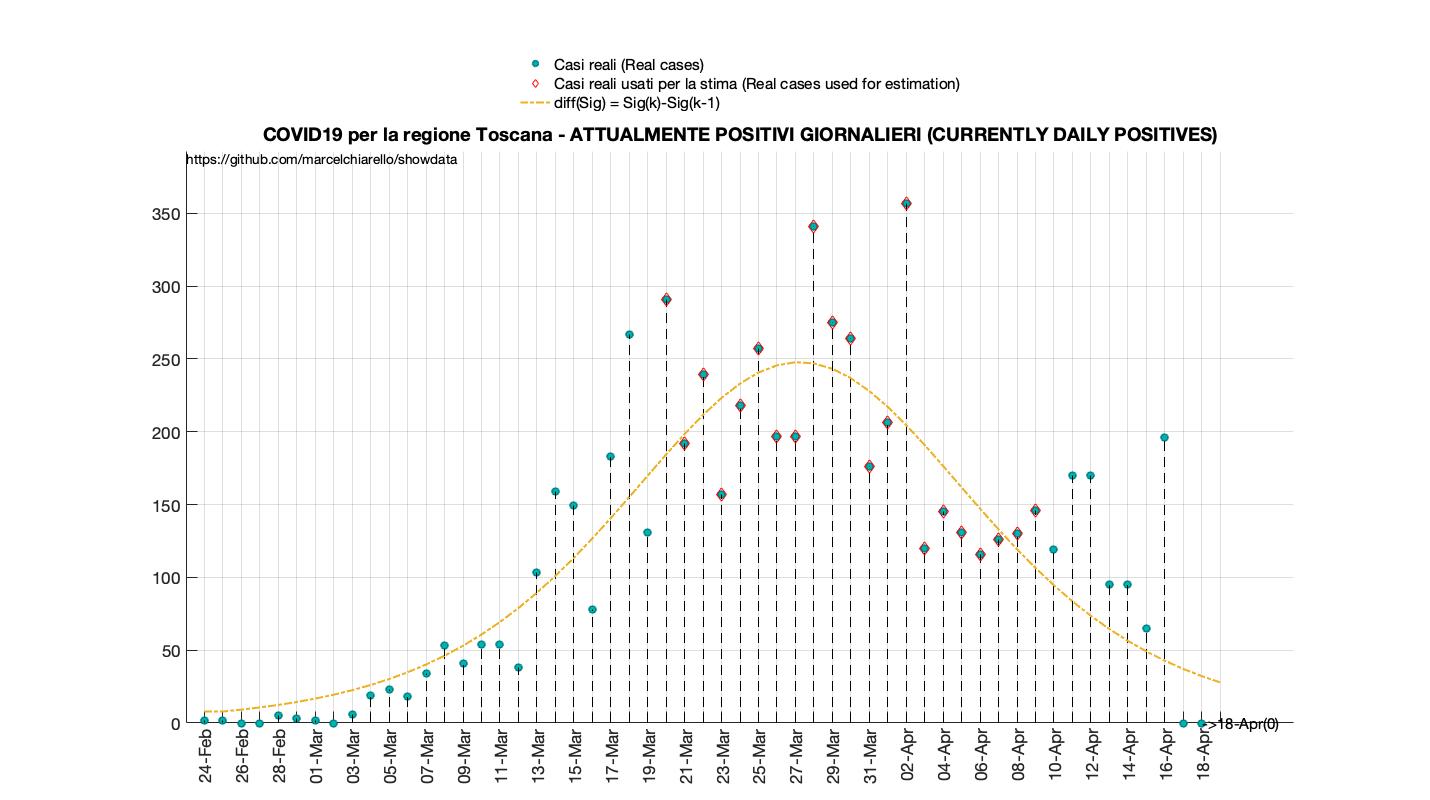 Casi reali (Real cases)
Casi reali usati per la stima (Real cases used for estimation)
diff(Sig) = Sig(k)-Sig(k-1)
COVID19 per la regione Toscana - ATTUALMENTE POSITIVI GIORNALIERI (CURRENTLY DAILY POSITIVES)
https://github.com/marcelchiarello/showdata
350
300
250
200
150
100
50
0
->18-Apr(0)
24-Feb
26-Feb
28-Feb
01-Mar
03-Mar
05-Mar
07-Mar
09-Mar
11-Mar
13-Mar
15-Mar
17-Mar
19-Mar
21-Mar
23-Mar
25-Mar
27-Mar
29-Mar
31-Mar
02-Apr
04-Apr
06-Apr
08-Apr
10-Apr
12-Apr
14-Apr
16-Apr
18-Apr